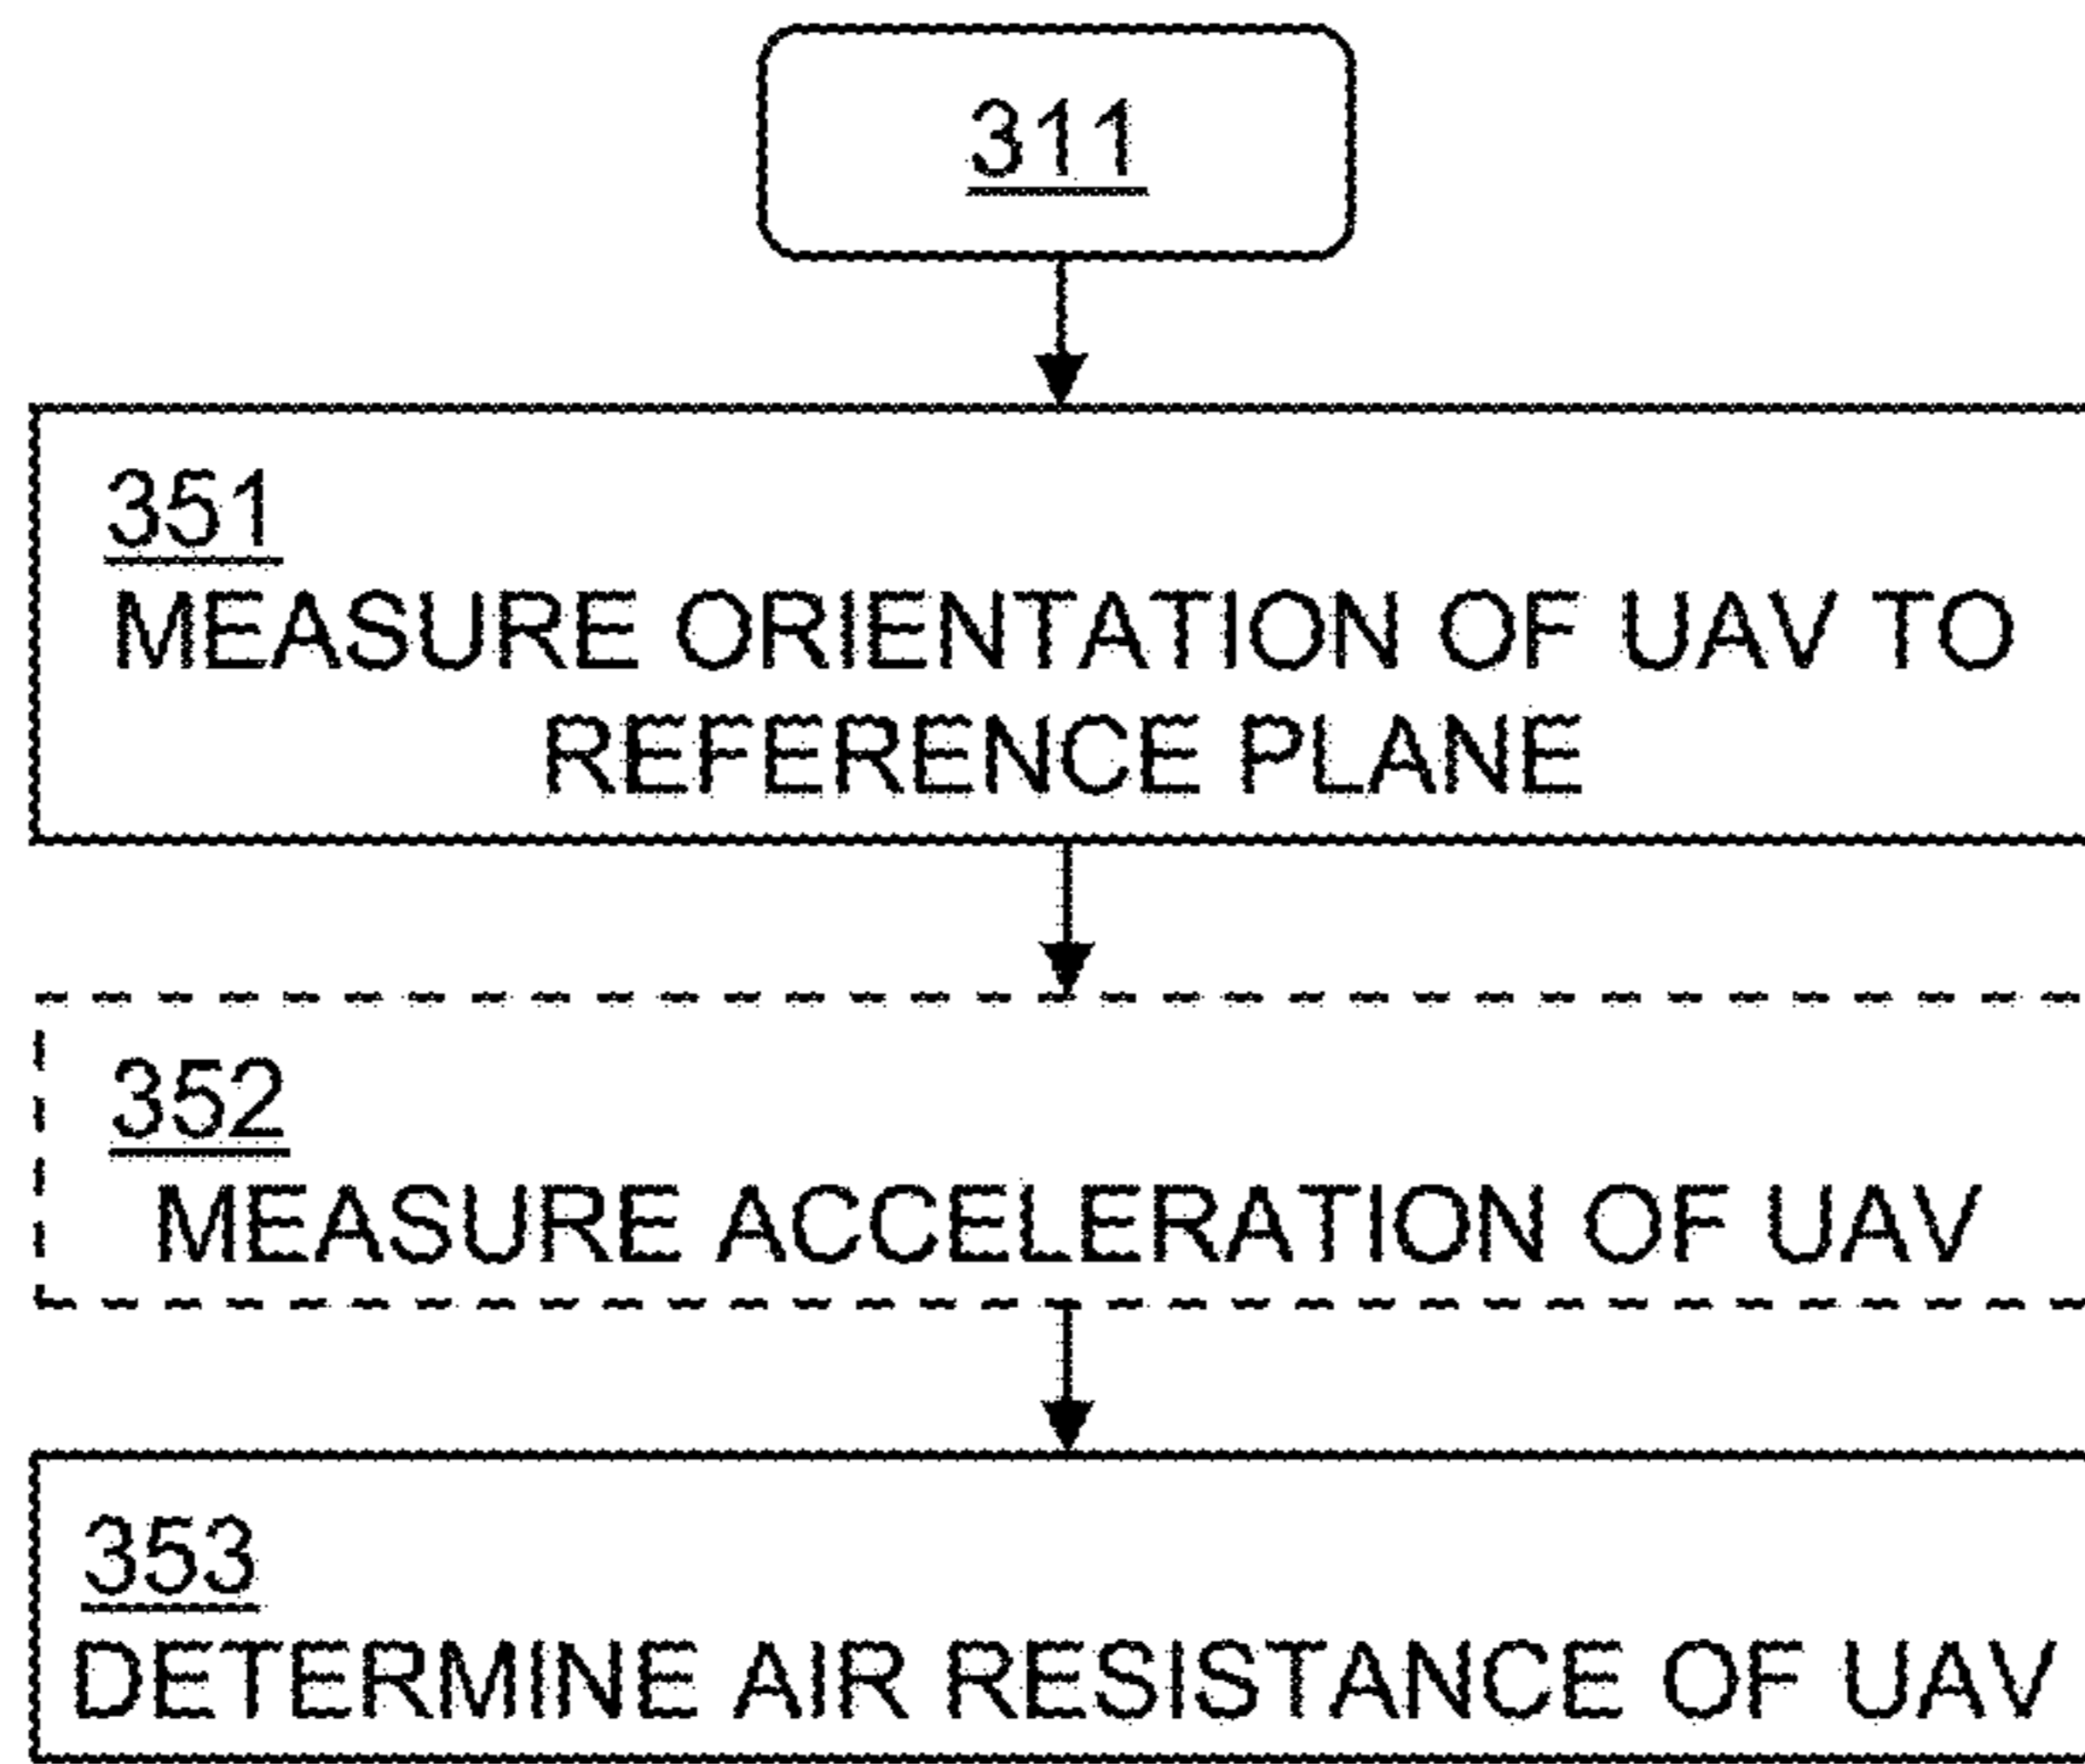 311
351
MEASURE ORIENTATION OF UAV TO
REFERENCE PLANE
352
MEASURE ACCELERATION OF UAV
353
DETERMINE AIR RESISTANCE OF UAV